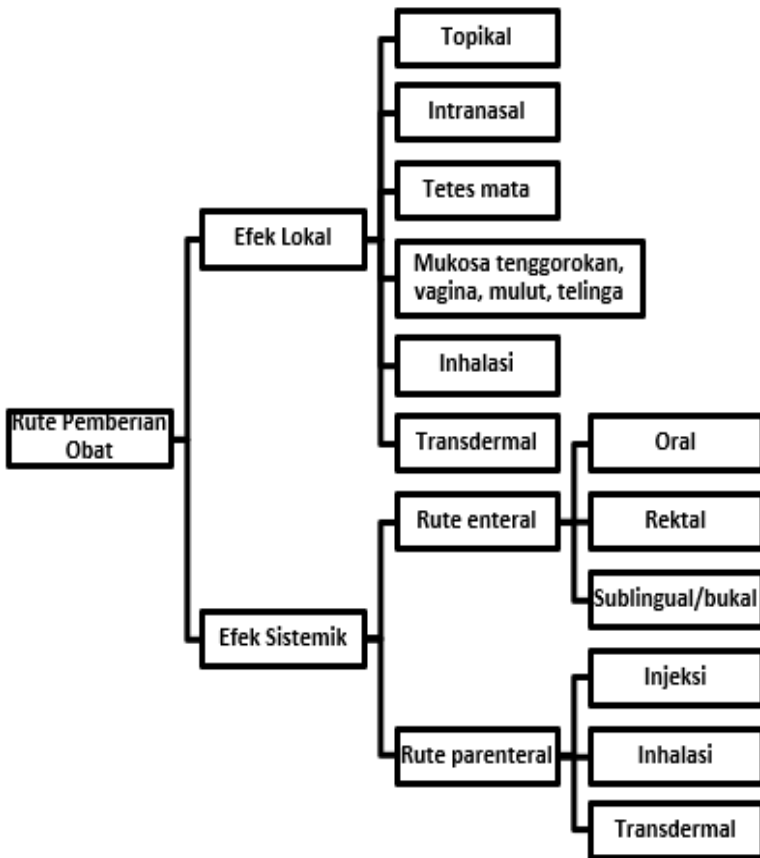 Topikal
Intranasal
Tetes mata
Efek Lokal
Mukosa tenggorokan,
vagina, mulut, telinga
Inhalasi
Rute Pemberian
Obat
Transdermal
Oral
Rute enteral
Rektal
Sublingual/bukal
Efek Sistemik
Injeksi
Rute parenteral
Inhalasi
Transdermal